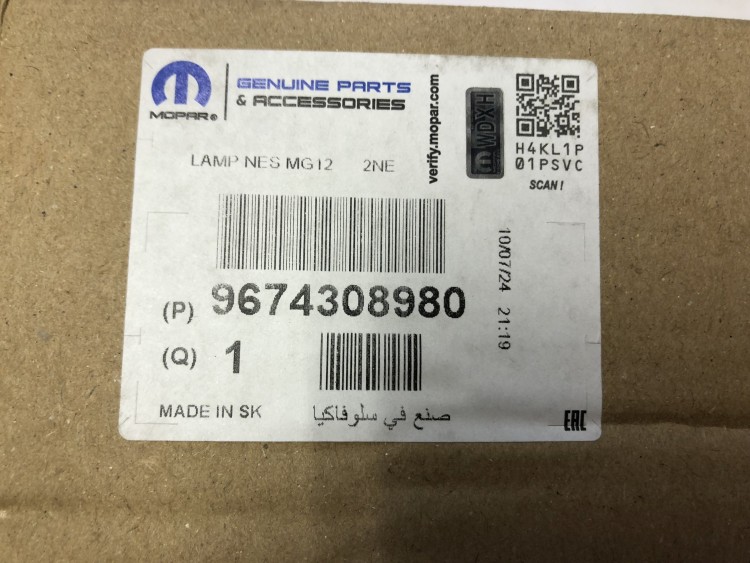 MOPAR®
GENUINE PARTS
& ACCESSORIES
verify.mopar.com
WDXH
H4KL1P
01PSVC
SCAN!
LAMP NES MG12 2NE
10/07/24 21:19
(P) 9674308980
(Q) 1
MADE IN SK
صنع في سلوفاكيا
EAC